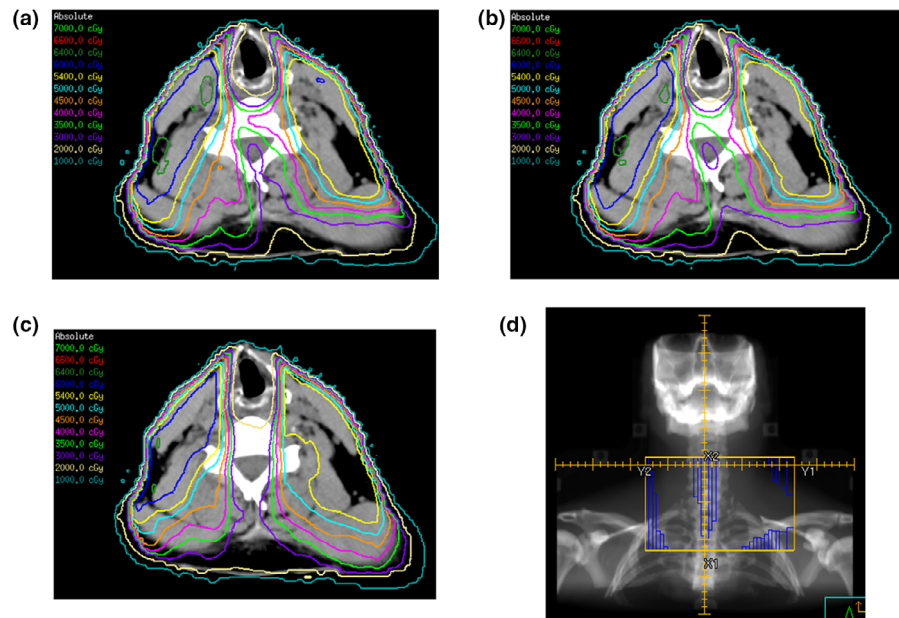 (a)
Absolute
7000.0 cGy
6600.0 cGy
6400.0 cGy
6000.0 cGy
5400.0 cGy
5000.0 cGy
4500.0 cGy
4000.0 cGy
3500.0 cGy
3000.0 cGy
2000.0 cGy
1000.0 cGy
(b)
Absolute
7000.0 cGy
6600.0 cGy
6400.0 cGy
6000.0 cGy
5400.0 cGy
5000.0 cGy
4500.0 cGy
4000.0 cGy
3500.0 cGy
3000.0 cGy
2000.0 cGy
1000.0 cGy
(c)
Absolute
7000.0 cGy
6600.0 cGy
6400.0 cGy
6000.0 cGy
5400.0 cGy
5000.0 cGy
4500.0 cGy
4000.0 cGy
3500.0 cGy
3000.0 cGy
2000.0 cGy
1000.0 cGy
(d)
X2
Y2 Y1
X1